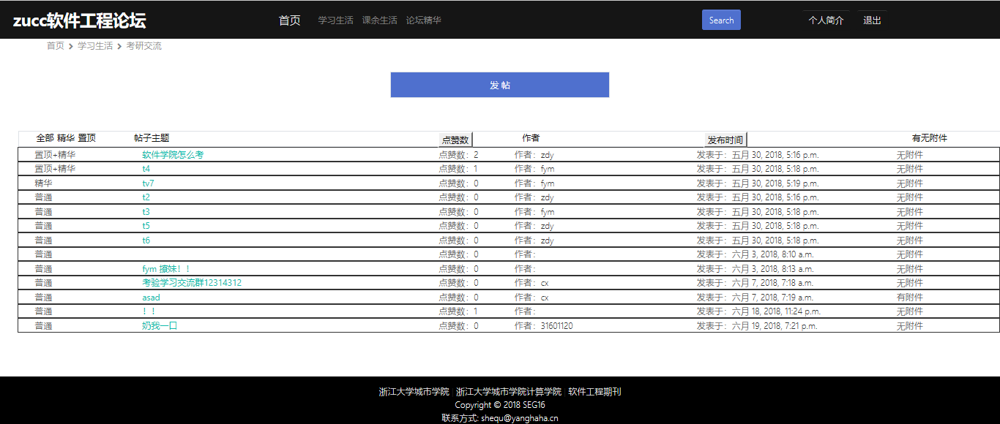 zucc软件工程论坛 首页 学习生活 课余生活 论坛精华 Search 个人简介 退出
首页 > 学习生活 > 考研交流
发 帖
全部 精华 置顶 帖子主题 点赞数 作者 发布时间 有无附件
置顶+精华 软件学院怎么考 点赞数：2 作者：zdy 发表于：五月 30, 2018, 5:16 p.m. 无附件
置顶+精华 t4 点赞数：1 作者：fym 发表于：五月 30, 2018, 5:18 p.m. 无附件
精华 tv7 点赞数：0 作者：fym 发表于：五月 30, 2018, 5:19 p.m. 无附件
普通 t2 点赞数：0 作者：zdy 发表于：五月 30, 2018, 5:16 p.m. 无附件
普通 t3 点赞数：0 作者：fym 发表于：五月 30, 2018, 5:18 p.m. 无附件
普通 t5 点赞数：0 作者：zdy 发表于：五月 30, 2018, 5:18 p.m. 无附件
普通 t6 点赞数：0 作者：zdy 发表于：五月 30, 2018, 5:18 p.m. 无附件
普通 点赞数：0 作者： 发表于：六月 3, 2018, 8:10 a.m. 无附件
普通 fym 撩妹！！ 点赞数：0 作者： 发表于：六月 3, 2018, 8:13 a.m. 无附件
普通 考验学习交流群12314312 点赞数：0 作者：cx 发表于：六月 7, 2018, 7:18 a.m. 无附件
普通 asad 点赞数：0 作者：cx 发表于：六月 7, 2018, 7:19 a.m. 有附件
普通 ！！ 点赞数：1 作者： 发表于：六月 18, 2018, 11:24 p.m. 无附件
普通 奶我一口 点赞数：0 作者：31601120 发表于：六月 19, 2018, 7:21 p.m. 无附件
浙江大学城市学院 | 浙江大学城市学院计算学院 | 软件工程期刊
Copyright © 2018 SEG16
联系方式: shequ@yanghaha.cn